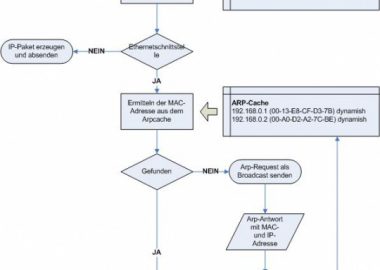 IP-Paket erzeugen
und absenden
NEIN
Ethernetschnittstel
le
JA
Ermitteln der MAC-
Adresse aus dem
Arpcache
ARP-Cache
192.168.0.1 (00-13-E8-CF-D3-7B) dynamish
192.168.0.2 (00-A0-D2-A2-7C-BE) dynamish
Gefunden
NEIN
Arp-Request als
Broadcast senden
Arp-Antwort
mit MAC-
und IP-
Adresse
JA